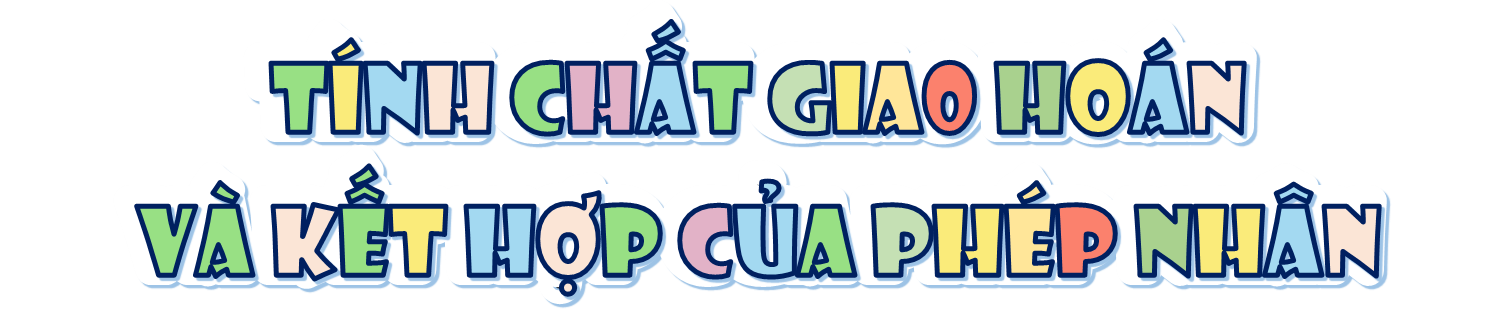 TÍNH CHẤT GIAO HOÁN
VÀ KẾT HỢP CỦA PHÉP NHÂN